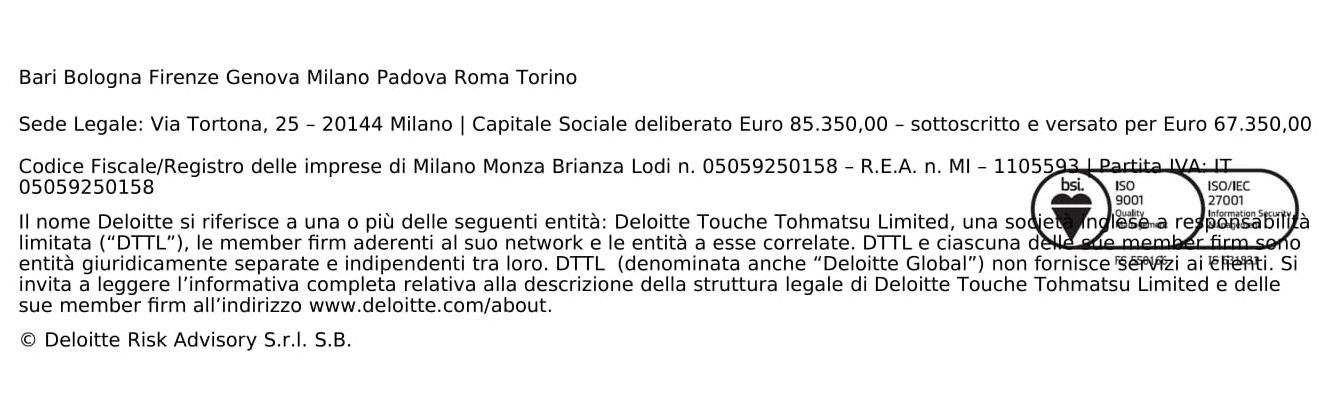 Bari Bologna Firenze Genova Milano Padova Roma Torino
Sede Legale: Via Tortona, 25 – 20144 Milano | Capitale Sociale deliberato Euro 85.350,00 – sottoscritto e versato per Euro 67.350,00
Codice Fiscale/Registro delle imprese di Milano Monza Brianza Lodi n. 05059250158 – R.E.A. n. MI – 1105593 | Partita IVA: IT
05059250158
bsi. ISO 9001 Quality Management ISO/IEC 27001 Information Security Management
Il nome Deloitte si riferisce a una o più delle seguenti entità: Deloitte Touche Tohmatsu Limited, una società inglese a responsabilità
limitata (“DTTL”), le member firm aderenti al suo network e le entità a esse correlate. DTTL e ciascuna delle sue member firm sono
entità giuridicamente separate e indipendenti tra loro. DTTL  (denominata anche “Deloitte Global”) non fornisce servizi ai clienti. Si
invita a leggere l’informativa completa relativa alla descrizione della struttura legale di Deloitte Touche Tohmatsu Limited e delle
sue member firm all’indirizzo www.deloitte.com/about.
© Deloitte Risk Advisory S.r.l. S.B.